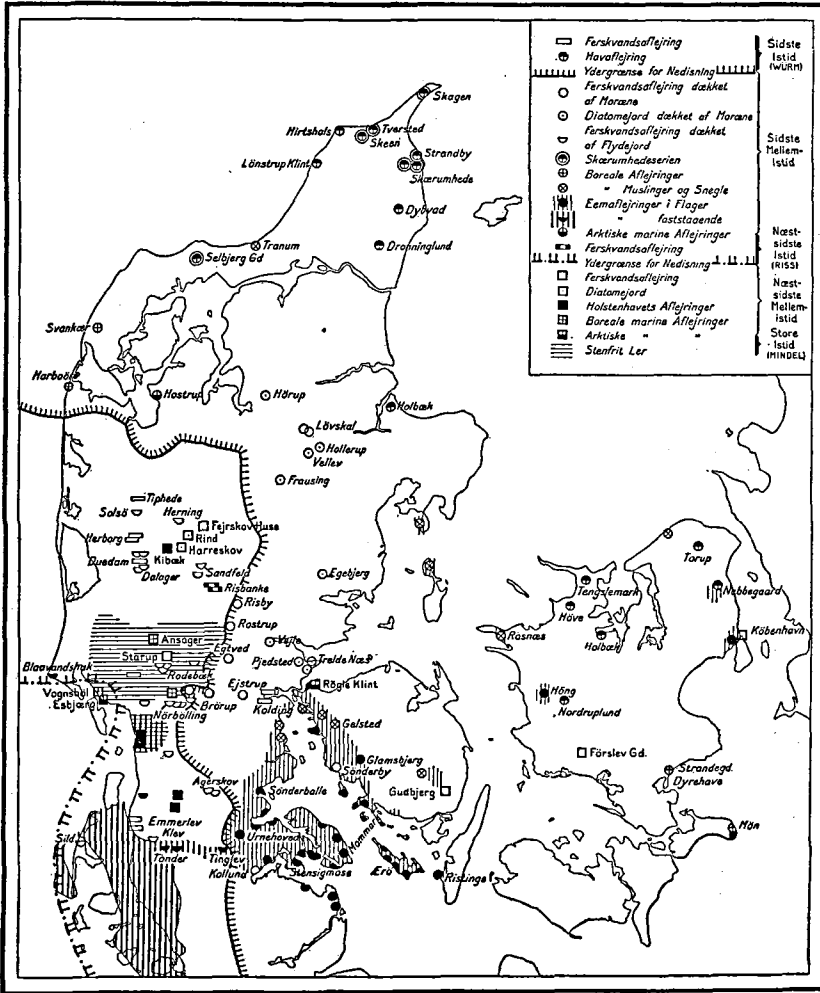 Ferskvandsaflejring
Havaflejring
Sidste
Istid
(WÜRM)
Ydergrænse for Nedisning
Ferskvandsaflejring dækket
af Moræne
Diatomejord dækket af Moræne
Ferskvandsaflejring dækket
af Flydejord
Skærumhedeserien
Boreale Aflejringer
" Muslinger og Snegle
Eemaflejringer i Flager
" faststaaende
Arktiske marine Aflejringer
Sidste
Mellem-
istid
Ferskvandsaflejring
Næst-
sidste
Istid
(RISS)
Ydergrænse for Nedisning
Ferskvandsaflejring
Diatomejord
Holstenhavets Aflejringer
Boreale marine Aflejringer
Næst-
sidste
Mellem-
istid
Arktiske " "
Stenfrit Ler
Store
Istid
(MINDEL)
Skagen
Hirtshals
Tversted
Skeen
Strandby
Lönstrup Klint
Skærumhede
Dybvad
Tranum
Dronninglund
Selbjerg Gd
Svankær
Harboöre
Hostrup
Hörup
Holbæk
Lövskal
Hollerup
Vellev
Frausing
Tiphede
Solsö
Herning
Fejrskov Huse
Herborg
Rind
Harreskov
Kibæk
Duedam
Dalager
Sandfeld
Risbanke
Egebjerg
Risby
Rostrup
Ansager
Vejle
Starup
Egtved
Pjedsted
Trelde Næs
Blaavandshuk
Rodebæk
Ejstrup
Rögle Klint
Vognsbøl
Esbjærg
Brörup
Kolding
Nörbölling
Gelsted
Glamsbjerg
Sönderby
Agerskov
Sönderballe
Gudbjerg
Emmerlev
Klev
Urnehoved
Mommark
Sild
Tönder
Tinglev
Kollund
Stensigmose
Ærö
Ristinge
Torup
Tengslemark
Nebbegaard
Höve
Rösnæs
Holbæk
Köbenhavn
Höng
Nordruplund
Förslev Gd.
Strandegd.
Dyrehave
Mön